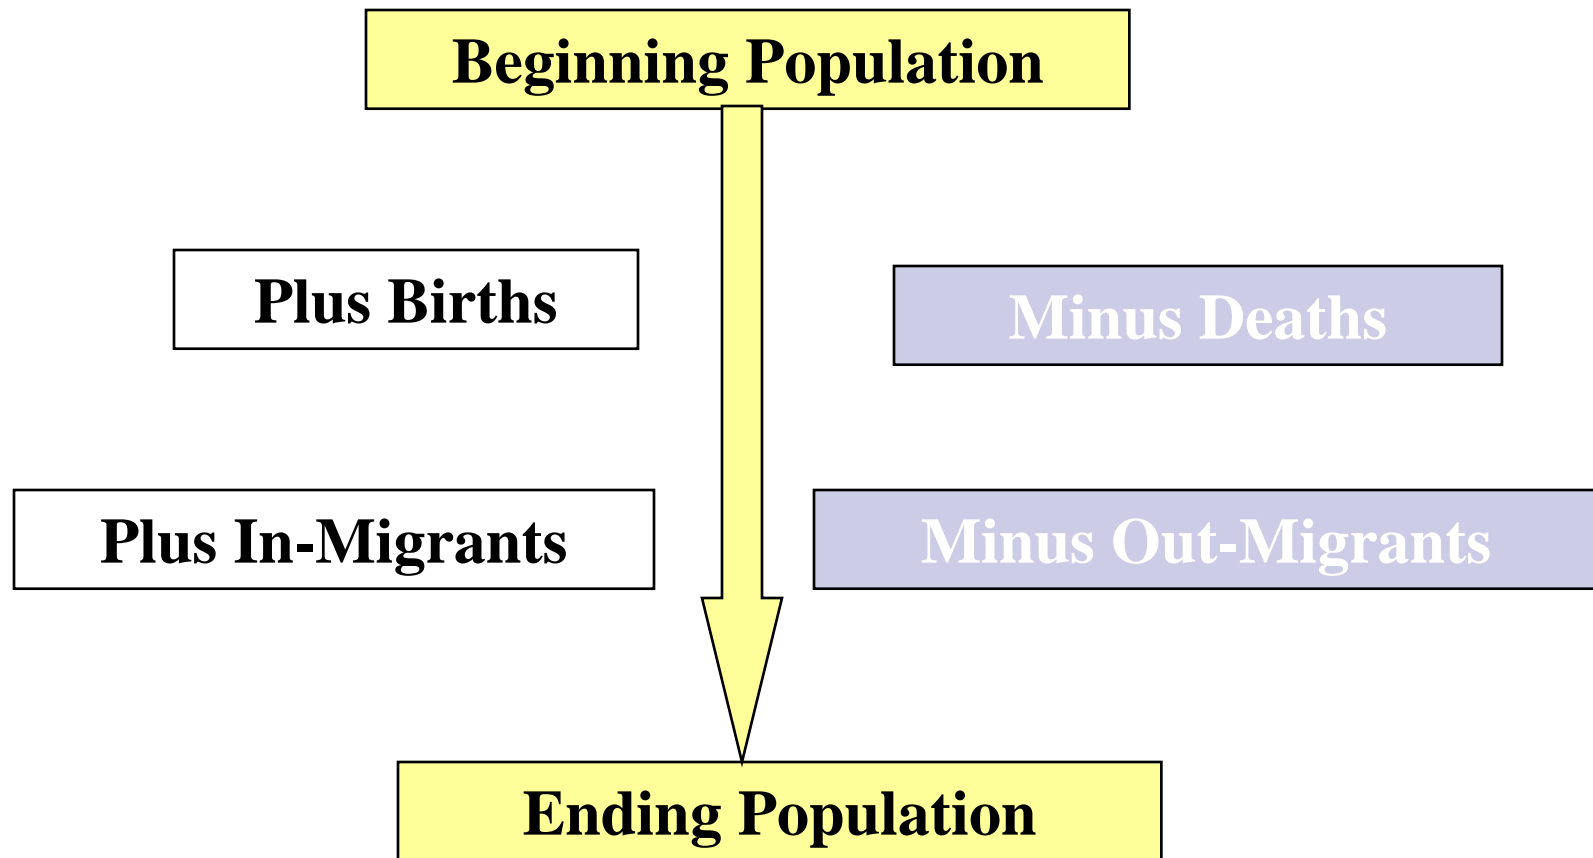 Beginning Population
Plus Births
Minus Deaths
Plus In-Migrants
Minus Out-Migrants
Ending Population